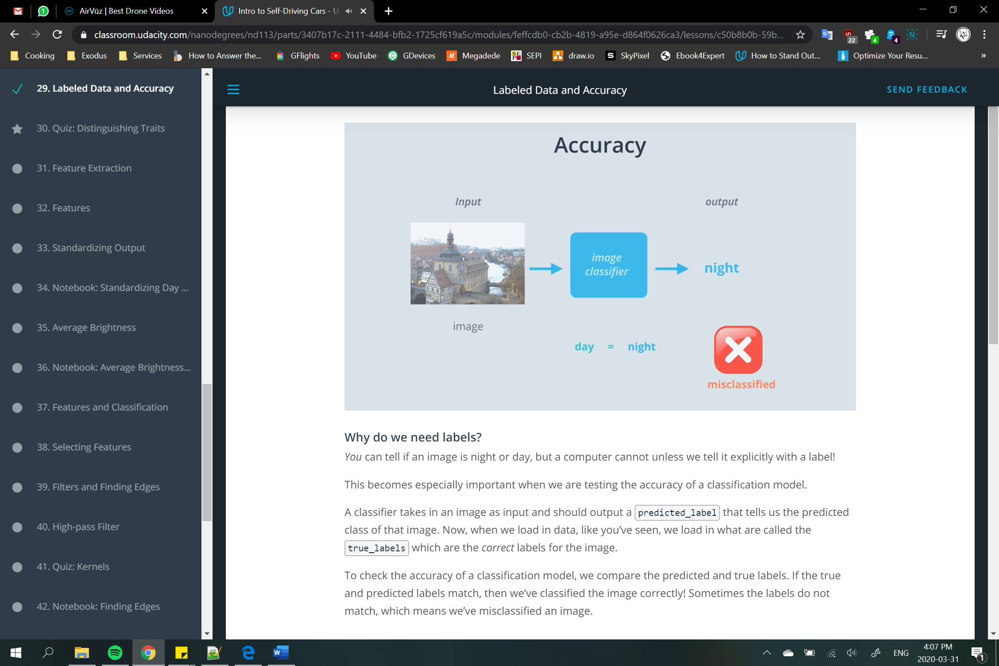 1
AirVūz | Best Drone Videos
Intro to Self-Driving Cars - U
classroom.udacity.com/nanodegrees/nd113/parts/3407b17c-2111-4484-bfb2-1725cf619a5c/modules/feffcdb0-cb2b-4819-a95e-d864f0626ca3/lessons/c50b8b0b-59b...
22
4
4
Cooking
Exodus
Services
How to Answer the...
GFlights
YouTube
GDevices
Megadede
SEPI
draw.io
SkyPixel
Ebook4Expert
How to Stand Out...
Optimize Your Resu...
»
29. Labeled Data and Accuracy
30. Quiz: Distinguishing Traits
31. Feature Extraction
32. Features
33. Standardizing Output
34. Notebook: Standardizing Day ...
35. Average Brightness
36. Notebook: Average Brightness...
37. Features and Classification
38. Selecting Features
39. Filters and Finding Edges
40. High-pass Filter
41. Quiz: Kernels
42. Notebook: Finding Edges
Labeled Data and Accuracy
SEND FEEDBACK
Accuracy
Input
output
image
classifier
night
image
day = night
misclassified
Why do we need labels?
You can tell if an image is night or day, but a computer cannot unless we tell it explicitly with a label!
This becomes especially important when we are testing the accuracy of a classification model.
A classifier takes in an image as input and should output a predicted_label that tells us the predicted
class of that image. Now, when we load in data, like you’ve seen, we load in what are called the
true_labels which are the correct labels for the image.
To check the accuracy of a classification model, we compare the predicted and true labels. If the true
and predicted labels match, then we’ve classified the image correctly! Sometimes the labels do not
match, which means we’ve misclassified an image.
ENG
4:07 PM
2020-03-31
1